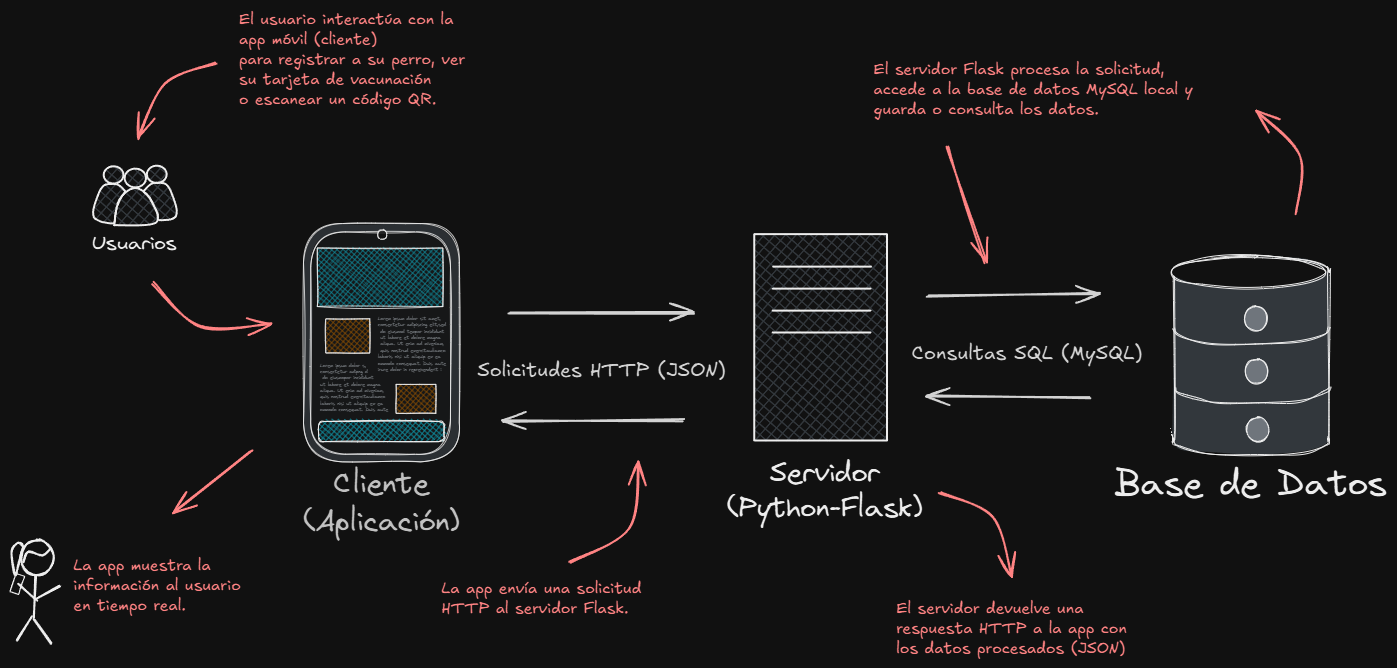 El usuario interactúa con la
app móvil (cliente)
para registrar a su perro, ver
su tarjeta de vacunación
o escanear un código QR.
El servidor Flask procesa la solicitud,
accede a la base de datos MySQL local y
guarda o consulta los datos.
Usuarios
Solicitudes HTTP (JSON)
Consultas SQL (MySQL)
Cliente
(Aplicación)
Servidor
(Python-Flask)
Base de Datos
La app muestra la
información al usuario
en tiempo real.
La app envía una solicitud
HTTP al servidor Flask.
El servidor devuelve una
respuesta HTTP a la app con
los datos procesados (JSON)